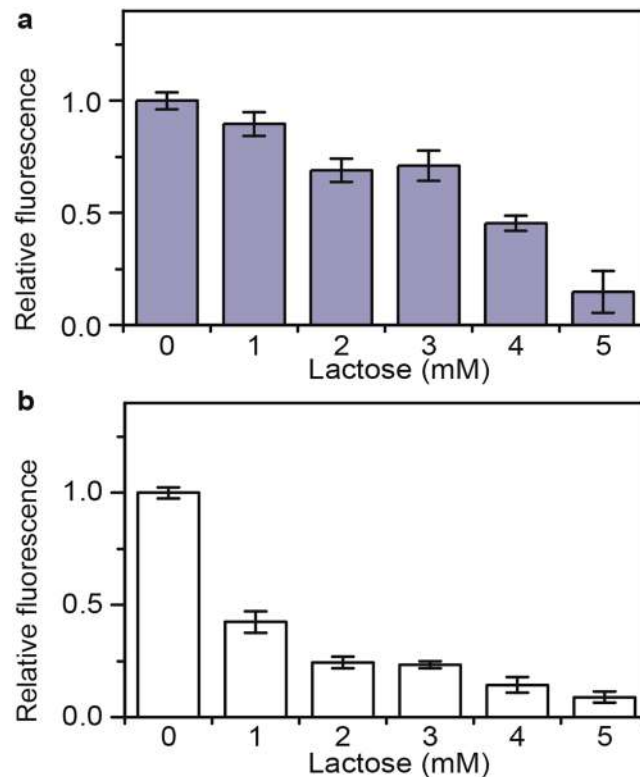 a
Relative fluorescence
1.0
0.5
0.0
0 1 2 3 4 5
Lactose (mM)
b
Relative fluorescence
1.0
0.5
0.0
0 1 2 3 4 5
Lactose (mM)